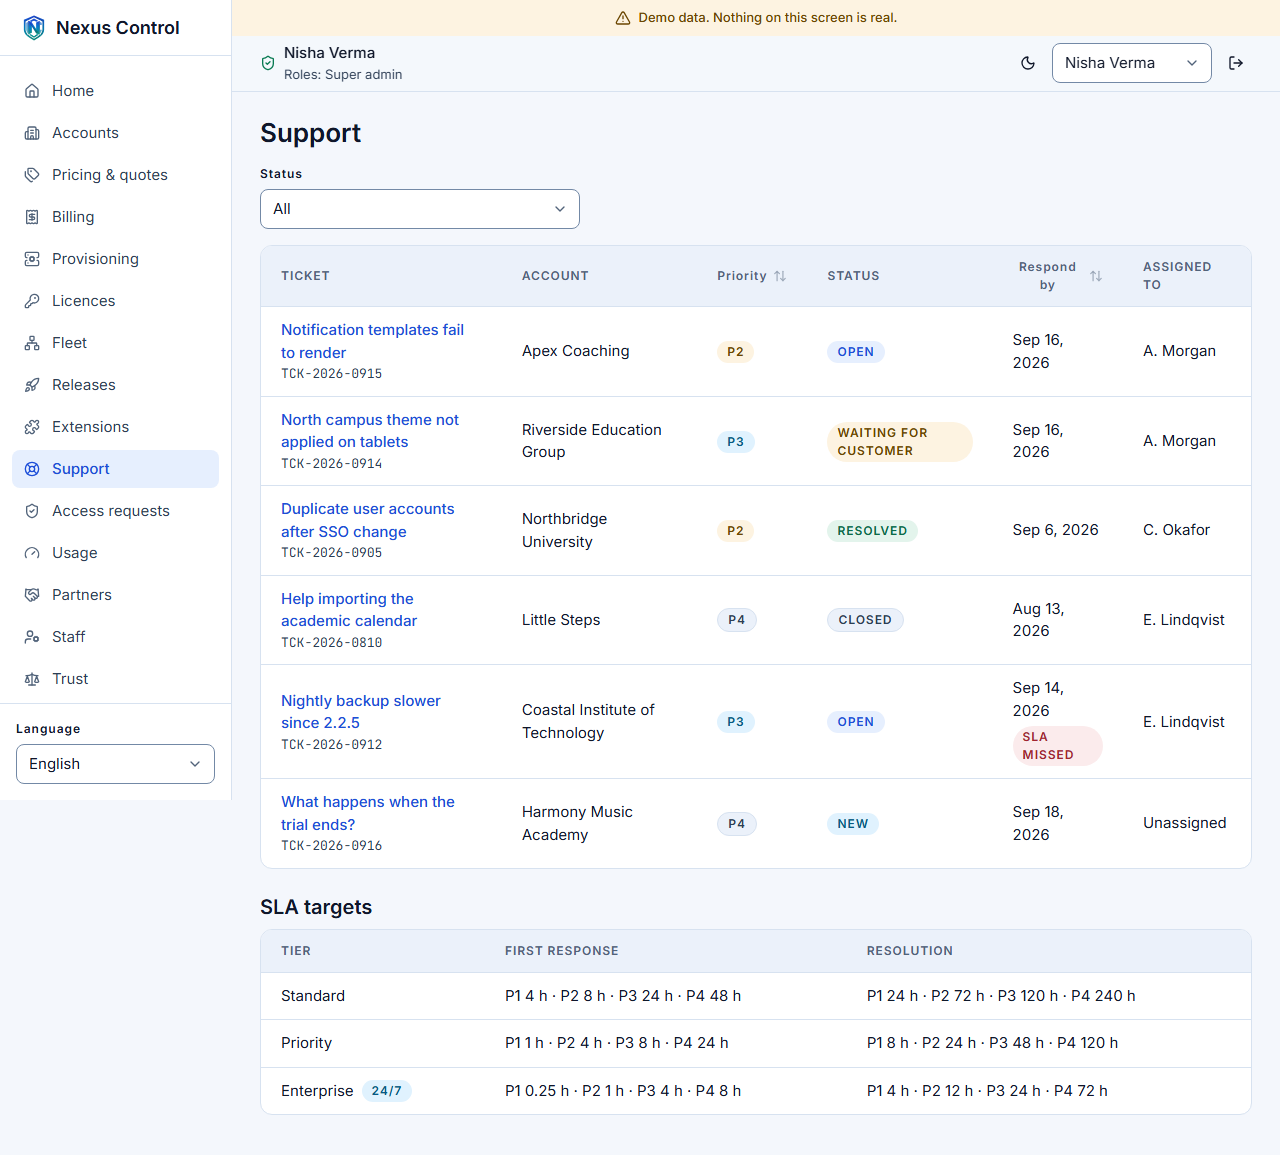 Nexus Control
Demo data. Nothing on this screen is real.
Nisha Verma
Roles: Super admin
Nisha Verma
Home
Accounts
Pricing & quotes
Billing
Provisioning
Licences
Fleet
Releases
Extensions
Support
Access requests
Usage
Partners
Staff
Trust
Language
English
Support
Status
All
TICKET ACCOUNT Priority STATUS Respond by ASSIGNED TO
Notification templates fail
to render
TCK-2026-0915
Apex Coaching
P2
OPEN
Sep 16,
2026
A. Morgan
North campus theme not
applied on tablets
TCK-2026-0914
Riverside Education
Group
P3
WAITING FOR
CUSTOMER
Sep 16,
2026
A. Morgan
Duplicate user accounts
after SSO change
TCK-2026-0905
Northbridge
University
P2
RESOLVED
Sep 6, 2026
C. Okafor
Help importing the
academic calendar
TCK-2026-0810
Little Steps
P4
CLOSED
Aug 13,
2026
E. Lindqvist
Nightly backup slower
since 2.2.5
TCK-2026-0912
Coastal Institute of
Technology
P3
OPEN
Sep 14,
2026
SLA
MISSED
E. Lindqvist
What happens when the
trial ends?
TCK-2026-0916
Harmony Music
Academy
P4
NEW
Sep 18,
2026
Unassigned
SLA targets
TIER FIRST RESPONSE RESOLUTION
Standard P1 4 h · P2 8 h · P3 24 h · P4 48 h P1 24 h · P2 72 h · P3 120 h · P4 240 h
Priority P1 1 h · P2 4 h · P3 8 h · P4 24 h P1 8 h · P2 24 h · P3 48 h · P4 120 h
Enterprise 24/7 P1 0.25 h · P2 1 h · P3 4 h · P4 8 h P1 4 h · P2 12 h · P3 24 h · P4 72 h